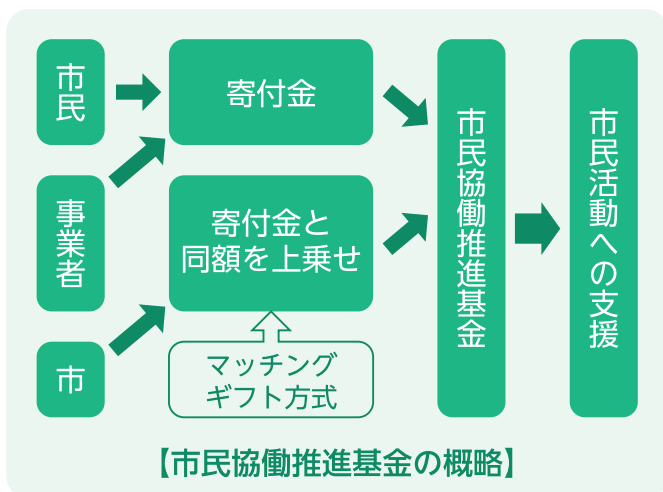 市民
寄付金
事業者
寄付金と
同額を上乗せ
市
マッチング
ギフト方式
市民協働推進基金
市民活動への支援
【市民協働推進基金の概略】